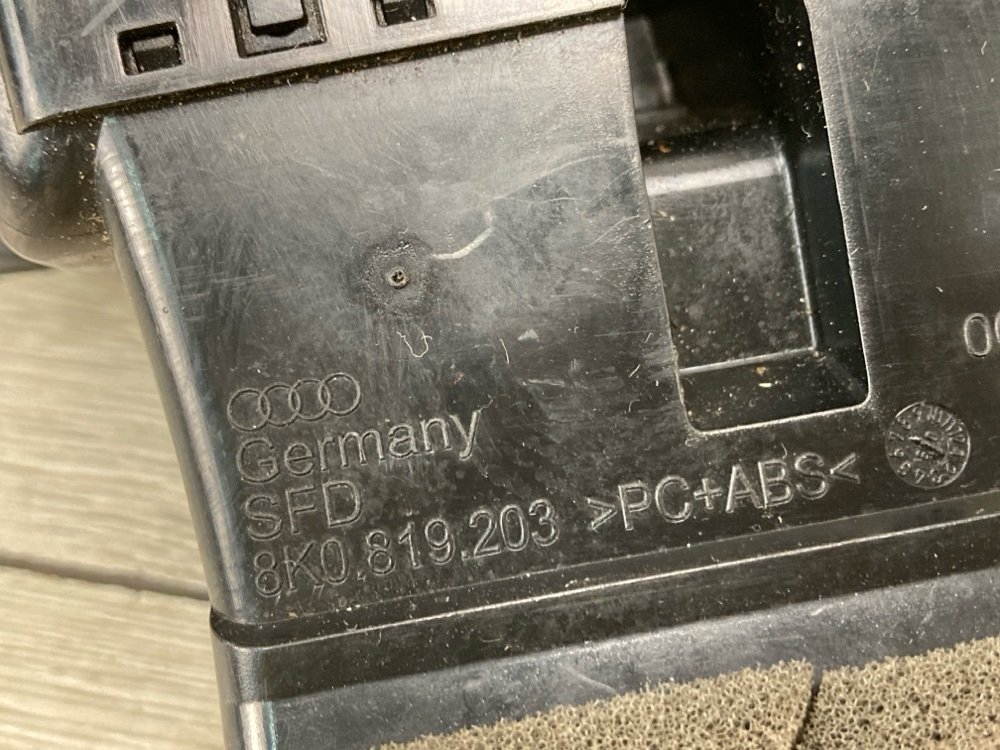 Germany
SFD
8K0.819.203 >PC+ABS<